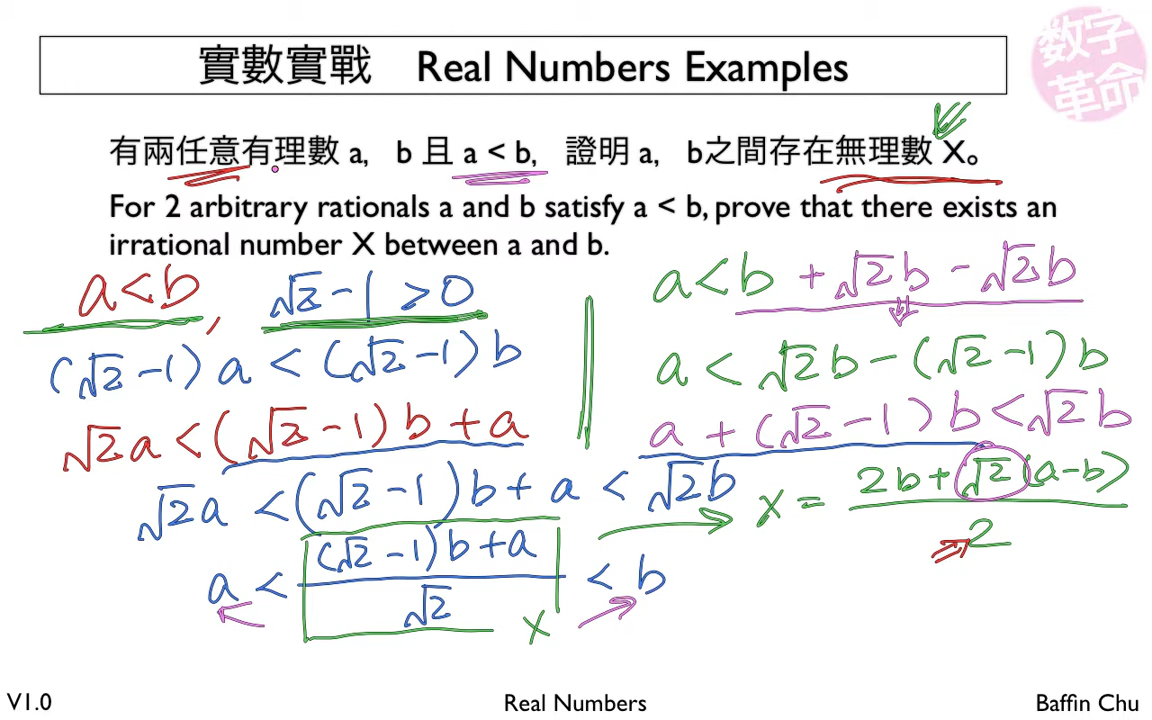 實數實戰 Real Numbers Examples
数字
革命
有兩任意有理數 a, b 且 a < b, 證明 a, b之間存在無理數 X。
For 2 arbitrary rationals a and b satisfy a < b, prove that there exists an
irrational number X between a and b.
a < b, √2 - 1 > 0
(√2 - 1) a < (√2 - 1) b
√2a < (√2 - 1) b + a
√2a < (√2 - 1) b + a < √2b
a < ((√2 - 1) b + a) / √2 < b
x
a < b + √2b - √2b
a < √2b - (√2 - 1) b
a + (√2 - 1) b < √2b
x = (2b + √2(a - b)) / 2
V1.0
Real Numbers
Baffin Chu